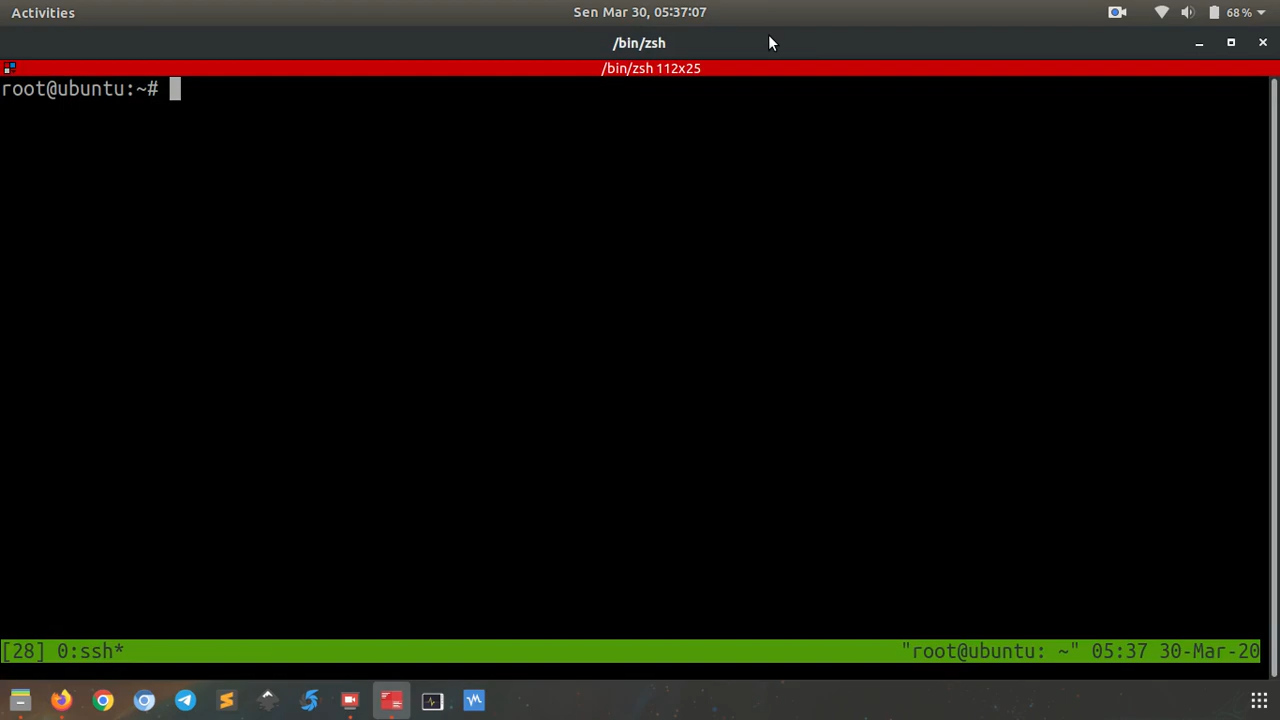 Activities
Sen Mar 30, 05:37:07
68 %
/bin/zsh
/bin/zsh 112x25
root@ubuntu:~#
[28] 0:ssh*
"root@ubuntu: ~" 05:37 30-Mar-20